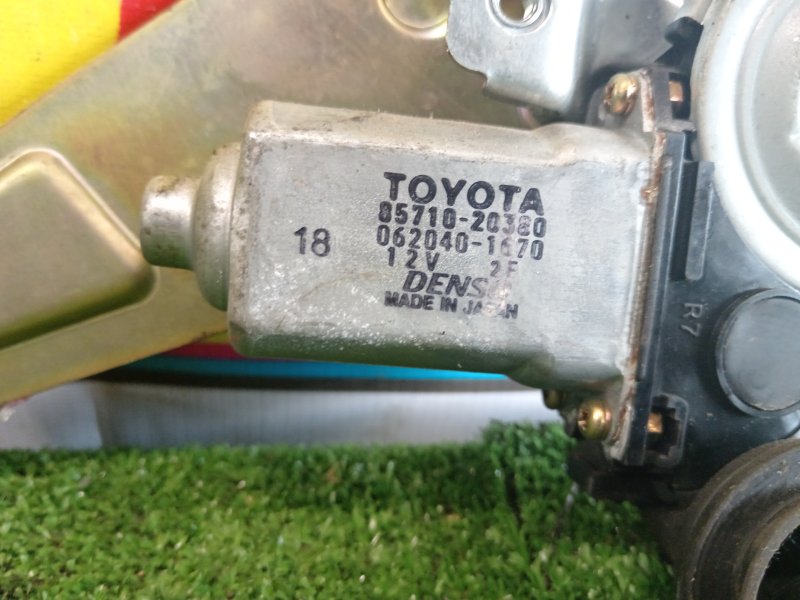 TOYOTA
85710-20380
18
062040-1670
12V 2F
DENSO
MADE IN JAPAN
R7